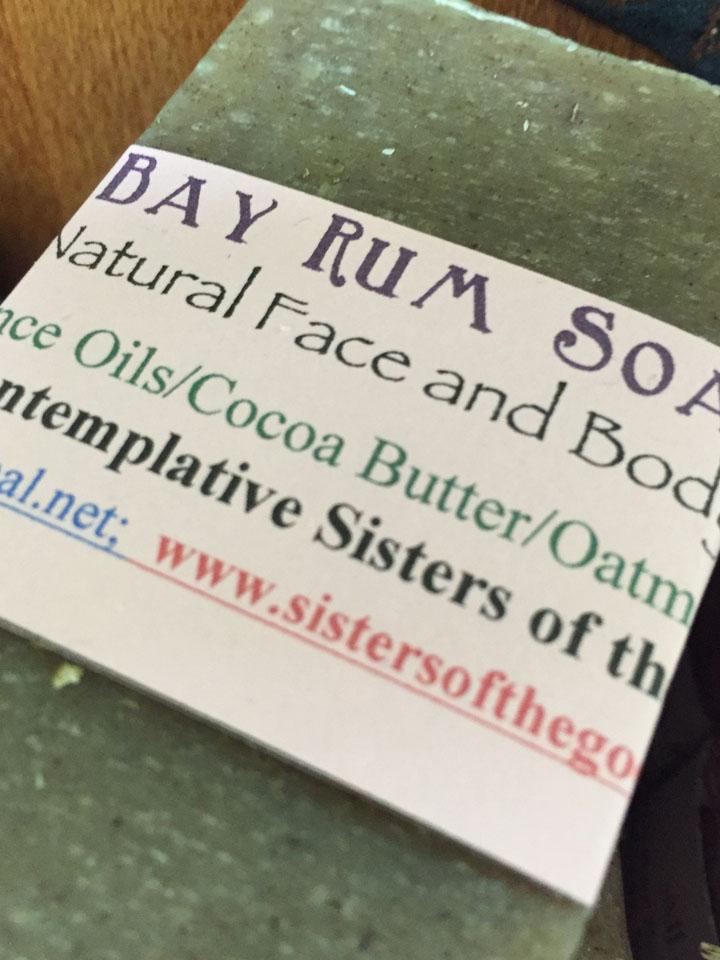 BAY RUM SOA
Natural Face and Body
nce Oils/Cocoa Butter/Oatm
ntemplative Sisters of th
al.net; www.sistersofthego